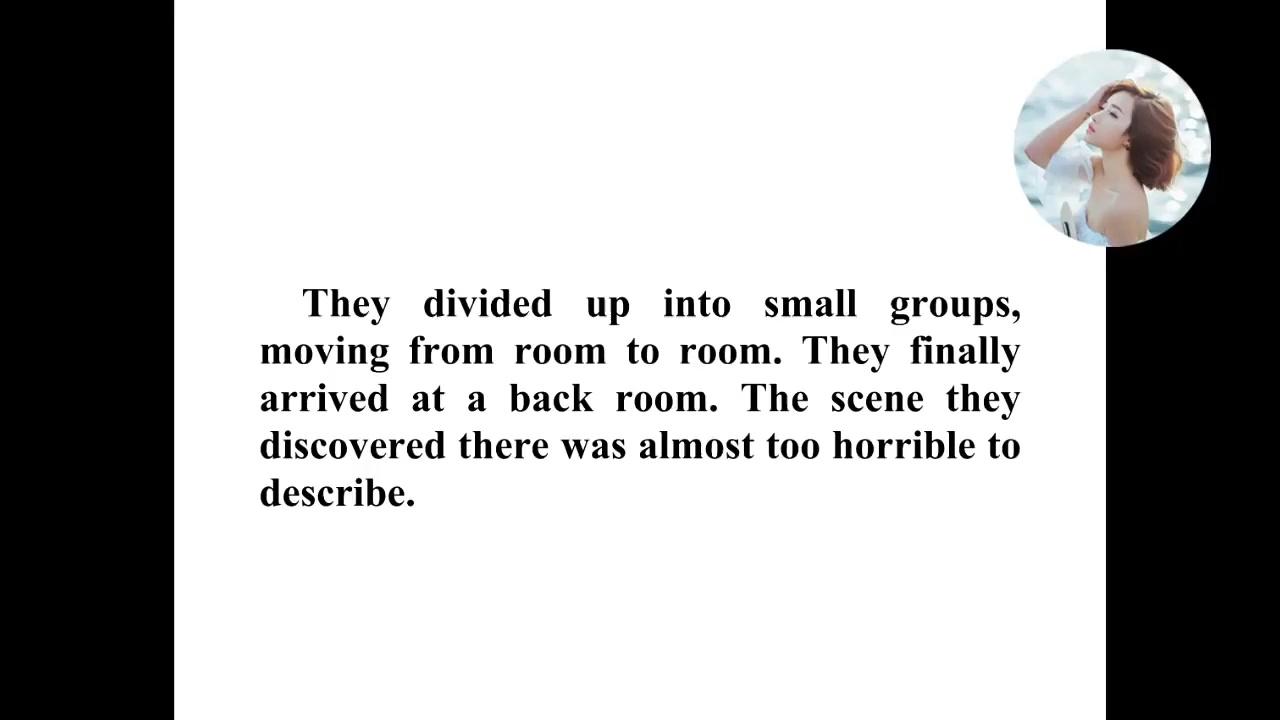 They divided up into small groups,
moving from room to room. They finally
arrived at a back room. The scene they
discovered there was almost too horrible to
describe.